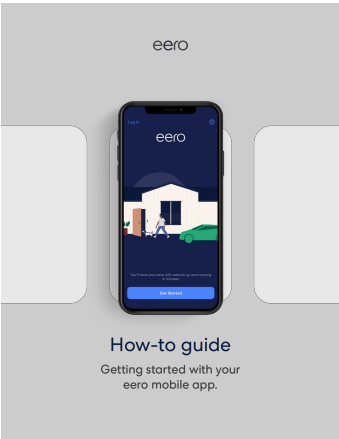 eero
Log in
eero
You'll have your eero wifi network up and running
in minutes.
Get Started
How-to guide
Getting started with your
eero mobile app.